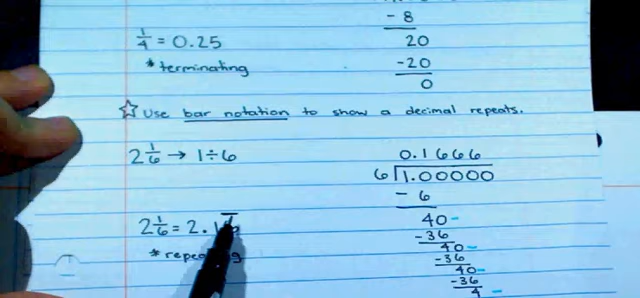 - 8
1/4 = 0.25
20
* terminating
- 20
0
☆ Use bar notation to show a decimal repeats.
2 1/6 → 1 ÷ 6
0.1666
6 1.00000
- 6
40 -
2 1/6 = 2.1
- 36
40 -
- 36
40 -
- 36
4 -